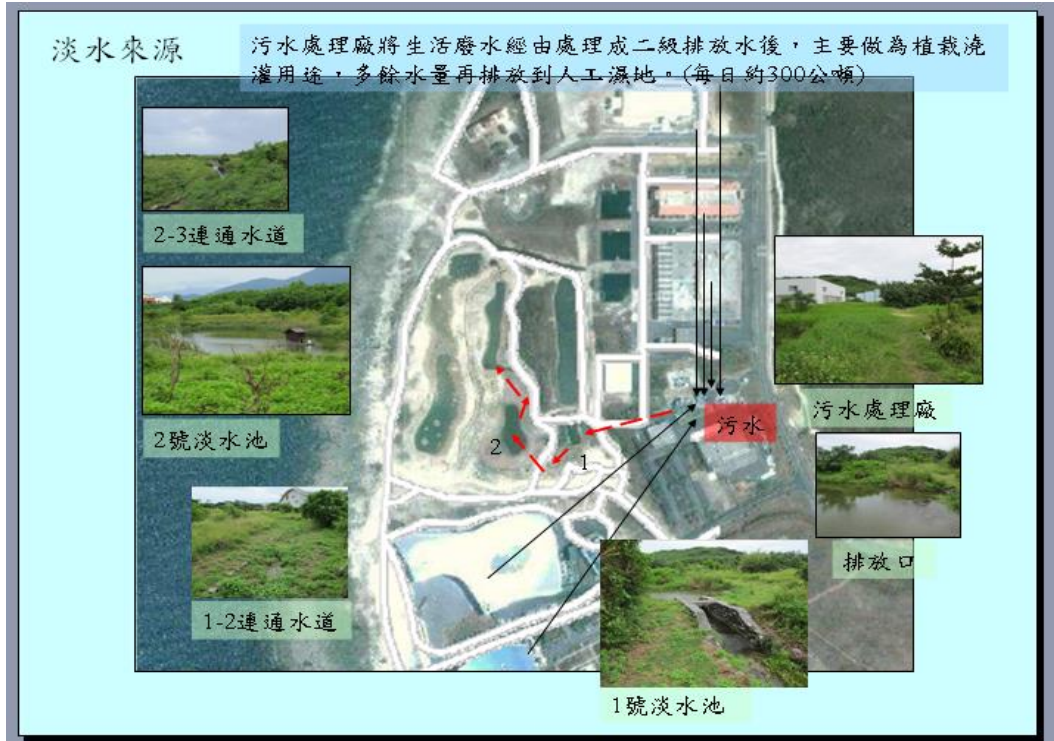 淡水來源
污水處理廠將生活廢水經由處理成二級排放水後，主要做為植栽澆
灌用途，多餘水量再排放到人工濕地。(每日約300公噸)
2-3連通水道
2號淡水池
污水處理廠
污水
2
1
排放口
1-2連通水道
1號淡水池